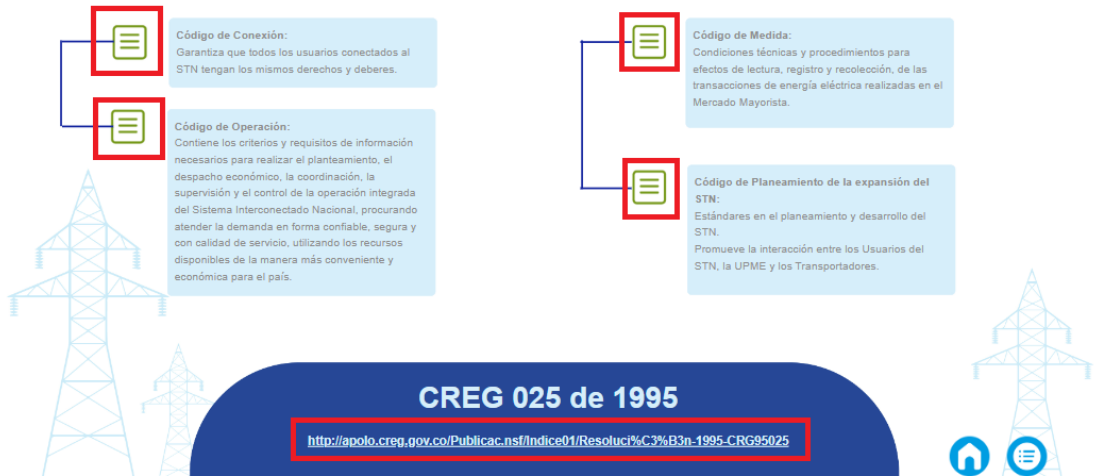 Código de Conexión:
Garantiza que todos los usuarios conectados al
STN tengan los mismos derechos y deberes.
Código de Operación:
Contiene los criterios y requisitos de información
necesarios para realizar el planteamiento, el
despacho económico, la coordinación, la
supervisión y el control de la operación integrada
del Sistema Interconectado Nacional, procurando
atender la demanda en forma confiable, segura y
con calidad de servicio, utilizando los recursos
disponibles de la manera más conveniente y
económica para el país.
Código de Medida:
Condiciones técnicas y procedimientos para
efectos de lectura, registro y recolección, de las
transacciones de energía eléctrica realizadas en el
Mercado Mayorista.
Código de Planeamiento de la expansión del
STN:
Estándares en el planeamiento y desarrollo del
STN.
Promueve la interacción entre los Usuarios del
STN, la UPME y los Transportadores.
CREG 025 de 1995
http://apolo.creg.gov.co/Publicac.nsf/Indice01/Resoluci%C3%B3n-1995-CRG95025